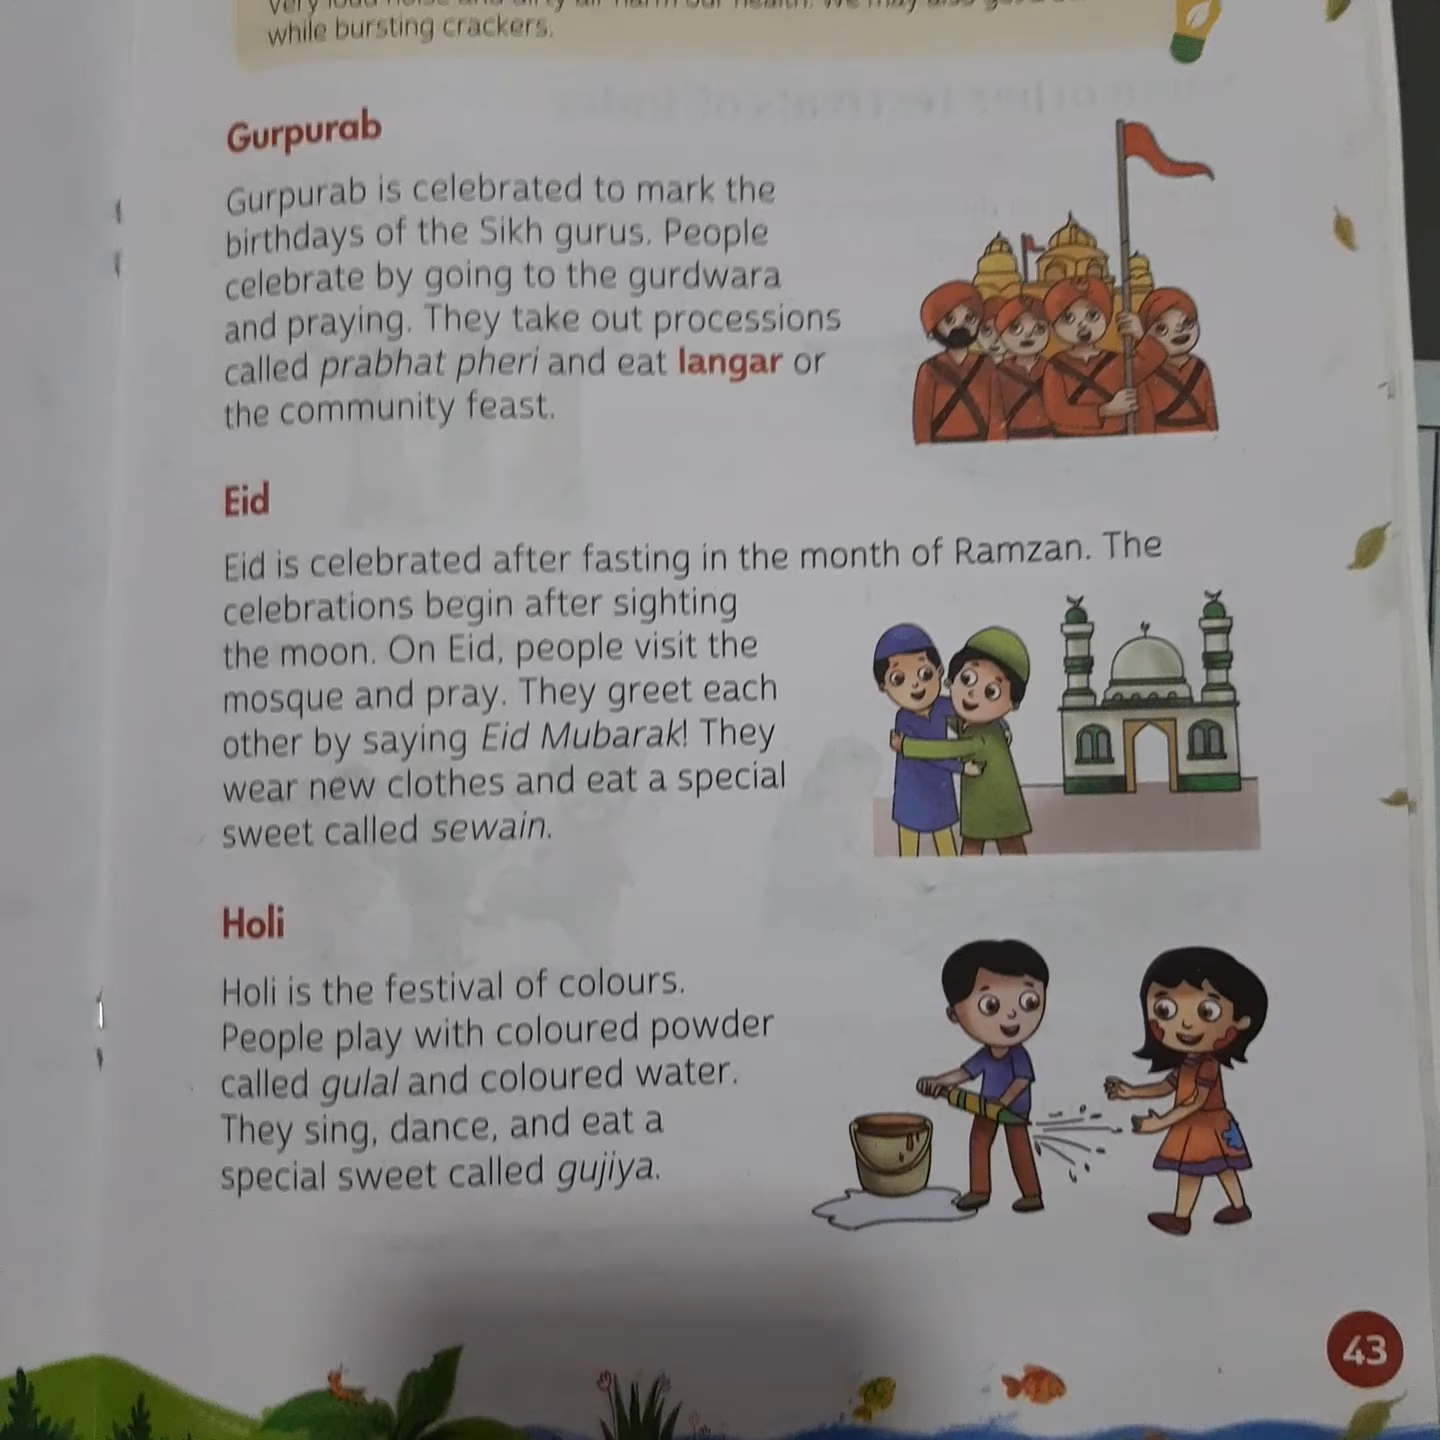 while bursting crackers.
Gurpurab
Gurpurab is celebrated to mark the
birthdays of the Sikh gurus. People
celebrate by going to the gurdwara
and praying. They take out processions
called prabhat pheri and eat langar or
the community feast.
Eid
Eid is celebrated after fasting in the month of Ramzan. The
celebrations begin after sighting
the moon. On Eid, people visit the
mosque and pray. They greet each
other by saying Eid Mubarak! They
wear new clothes and eat a special
sweet called sewain.
Holi
Holi is the festival of colours.
People play with coloured powder
called gulal and coloured water.
They sing, dance, and eat a
special sweet called gujiya.
43